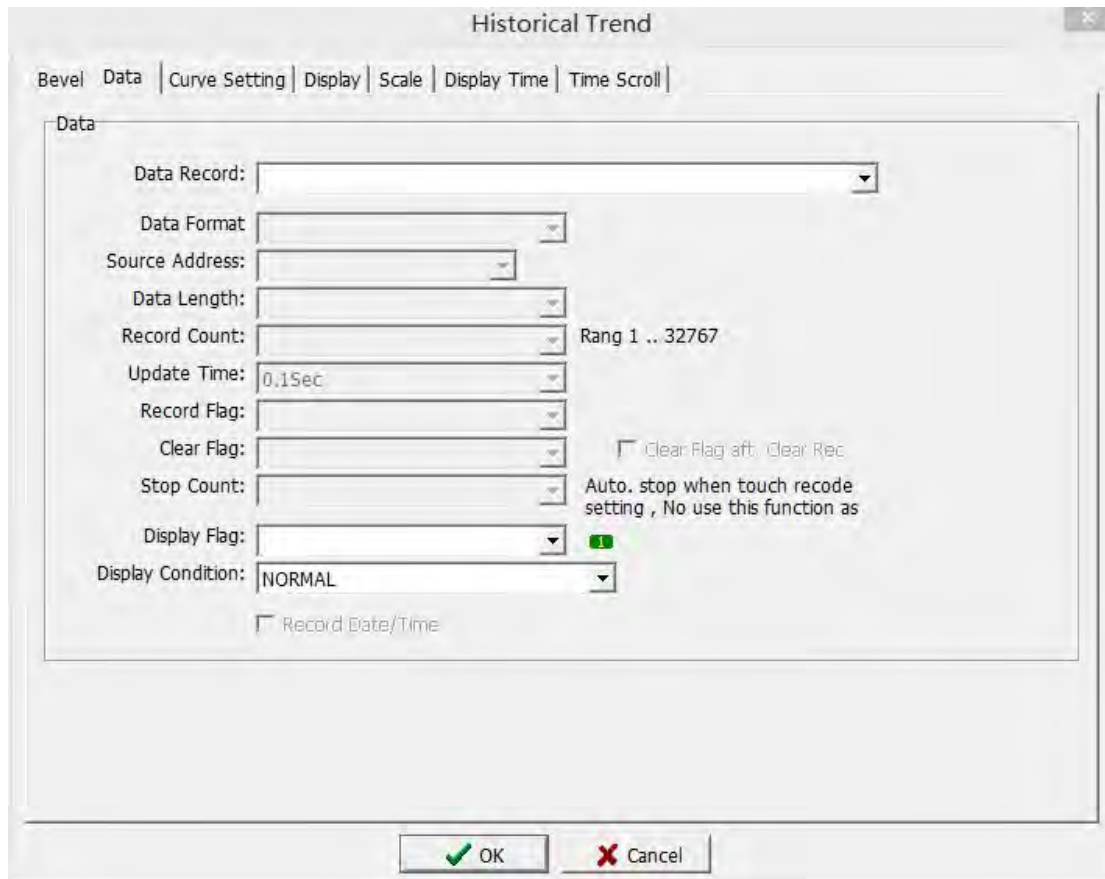 Historical Trend
Bevel Data Curve Setting Display Scale Display Time Time Scroll
Data
Data Record:
Data Format
Source Address:
Data Length:
Record Count: Rang 1 .. 32767
Update Time: 0.1Sec
Record Flag:
Clear Flag: Clear Flag aft. Clear Rec
Stop Count: Auto. stop when touch recode
setting , No use this function as
Display Flag: 1
Display Condition: NORMAL
Record Date/Time
OK Cancel